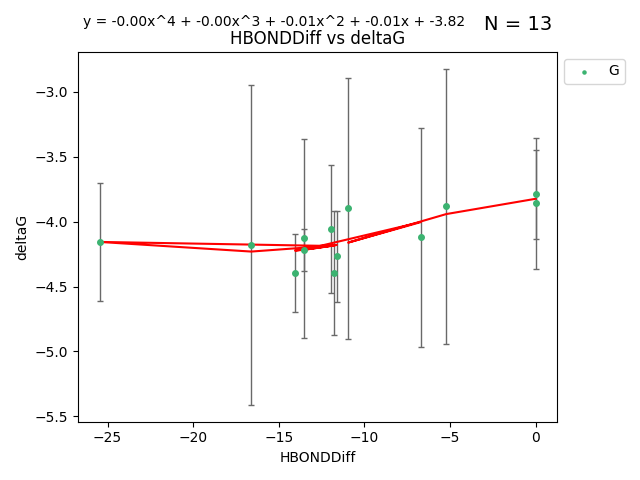 y = -0.00x^4 + -0.00x^3 + -0.01x^2 + -0.01x + -3.82
N = 13
HBONDDiff vs deltaG
G
deltaG
−3.0
−3.5
−4.0
−4.5
−5.0
−5.5
−25 −20 −15 −10 −5 0
HBONDDiff